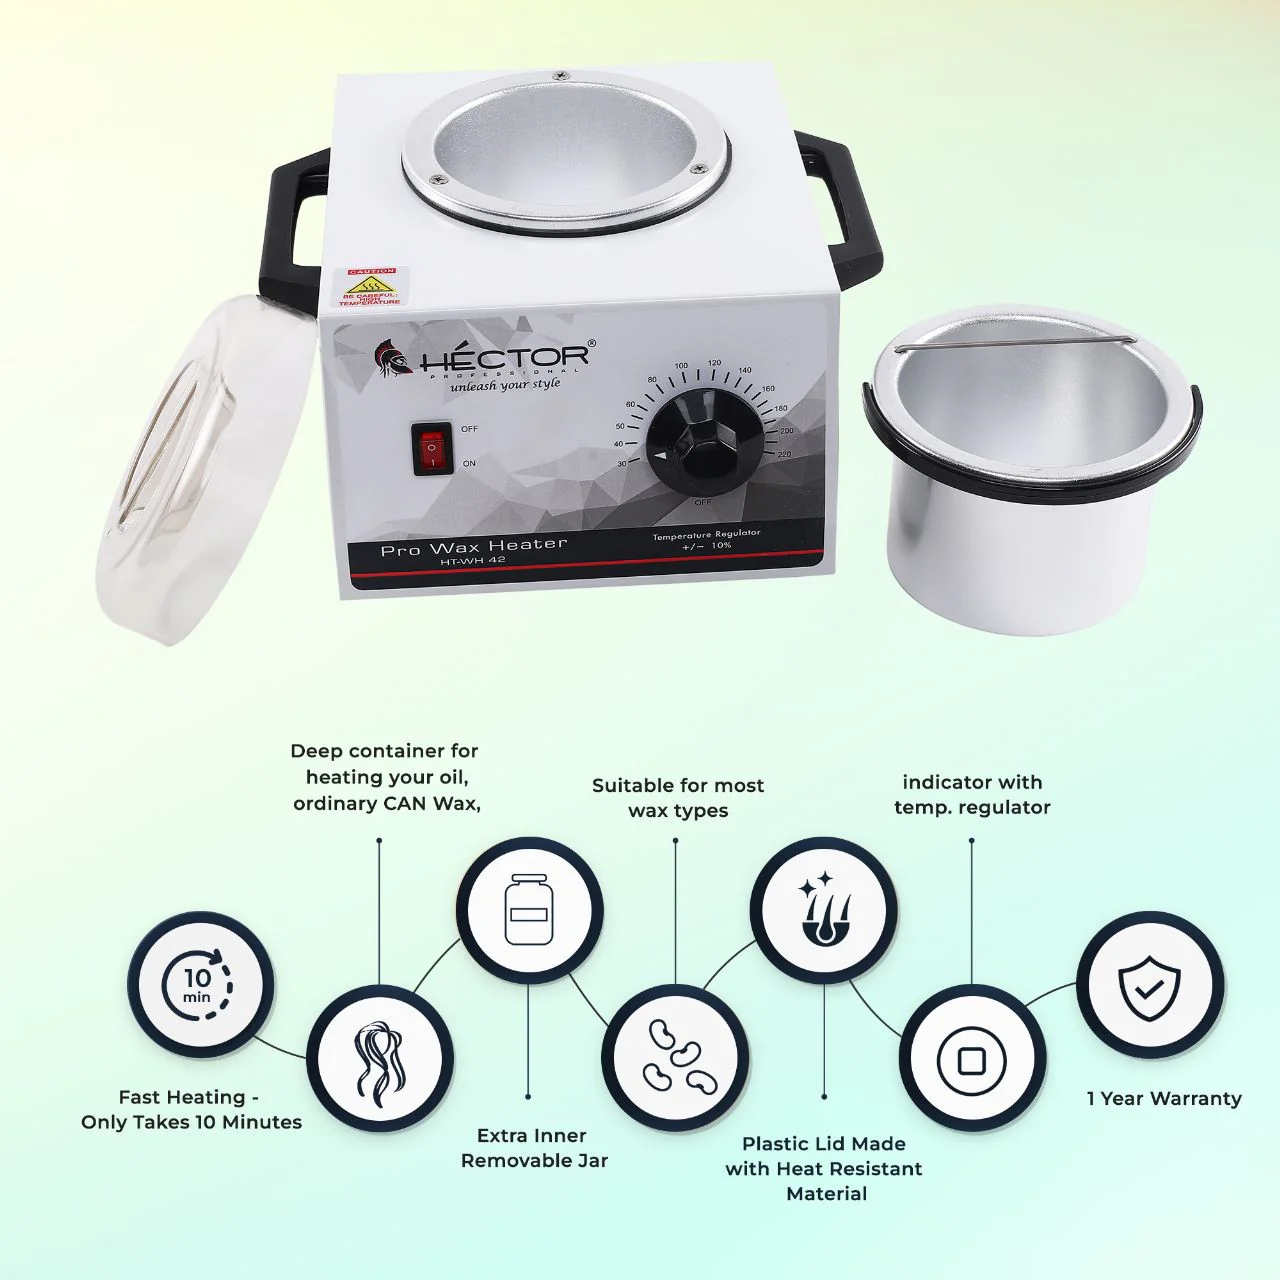 CAUTION
BE CAREFUL:
HIGH
TEMPERATURE
HÉCTOR®
PROFESSIONAL
unleash your style
OFF
ON
30
40
50
60
80
100
120
140
160
180
200
220
OFF
Pro Wax Heater
HT-WH 42
Temperature Regulator
+/- 10%
Deep container for
heating your oil,
ordinary CAN Wax,
Suitable for most
wax types
indicator with
temp. regulator
10
min
Fast Heating -
Only Takes 10 Minutes
Extra Inner
Removable Jar
Plastic Lid Made
with Heat Resistant
Material
1 Year Warranty